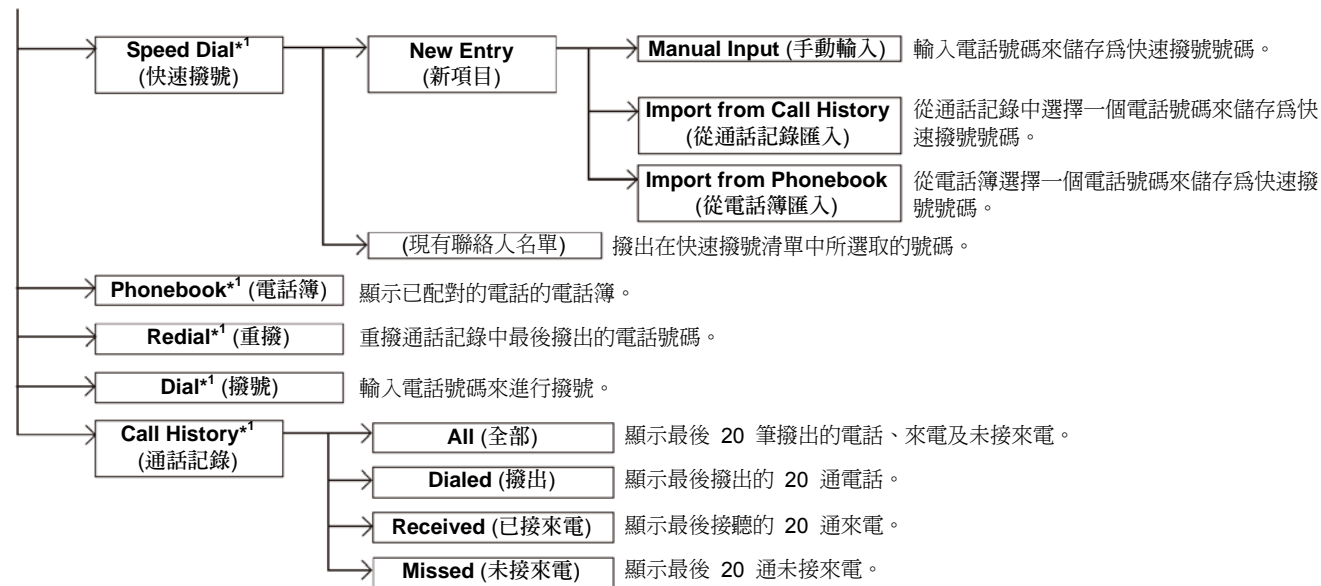 Speed Dial*1
(快速撥號)
New Entry
(新項目)
Manual Input (手動輸入)
輸入電話號碼來儲存爲快速撥號號碼。
Import from Call History
(從通話記錄匯入)
從通話記錄中選擇一個電話號碼來儲存爲快
速撥號號碼。
Import from Phonebook
(從電話簿匯入)
從電話簿選擇一個電話號碼來儲存爲快速撥
號號碼。
(現有聯絡人名單)
撥出在快速撥號清單中所選取的號碼。
Phonebook*1 (電話簿)
顯示已配對的電話的電話簿。
Redial*1 (重撥)
重撥通話記錄中最後撥出的電話號碼。
Dial*1 (撥號)
輸入電話號碼來進行撥號。
Call History*1
(通話記錄)
All (全部)
顯示最後 20 筆撥出的電話、來電及未接來電。
Dialed (撥出)
顯示最後撥出的 20 通電話。
Received (已接來電)
顯示最後接聽的 20 通來電。
Missed (未接來電)
顯示最後 20 通未接來電。